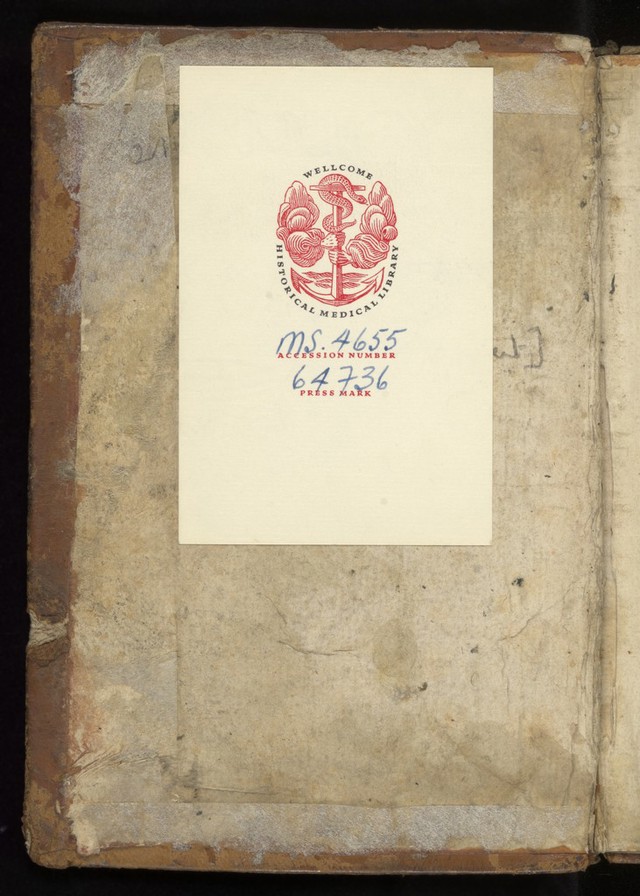 WELLCOME
HISTORICAL MEDICAL LIBRARY
MS. 4655
ACCESSION NUMBER
64736
PRESS MARK